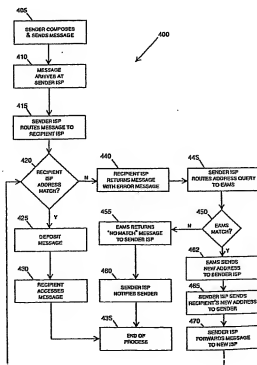 405
SENDER COMPOSES
& SENDS MESSAGE
400
410
MESSAGE
ARRIVES AT
SENDER ISP
415
SENDER ISP
ROUTES MESSAGE TO
RECIPIENT ISP
420
RECIPIENT
ISP
ADDRESS
MATCH?
N
Y
440
RECIPIENT ISP
RETURNS MESSAGE
WITH ERROR MESSAGE
445
SENDER ISP
ROUTES ADDRESS QUERY
TO EAMS
450
EAMS
MATCH?
N
Y
425
DEPOSIT
MESSAGE
455
EAMS RETURNS
"NO MATCH" MESSAGE
TO SENDER ISP
462
EAMS SENDS
NEW ADDRESS
TO SENDER ISP
430
RECIPIENT
ACCESSES
MESSAGE
460
SENDER ISP
NOTIFIES SENDER
465
SENDER ISP SENDS
RECIPIENT'S NEW ADDRESS
TO SENDER
435
END OF
PROCESS
470
SENDER ISP
FORWARDS MESSAGE
TO NEW ISP